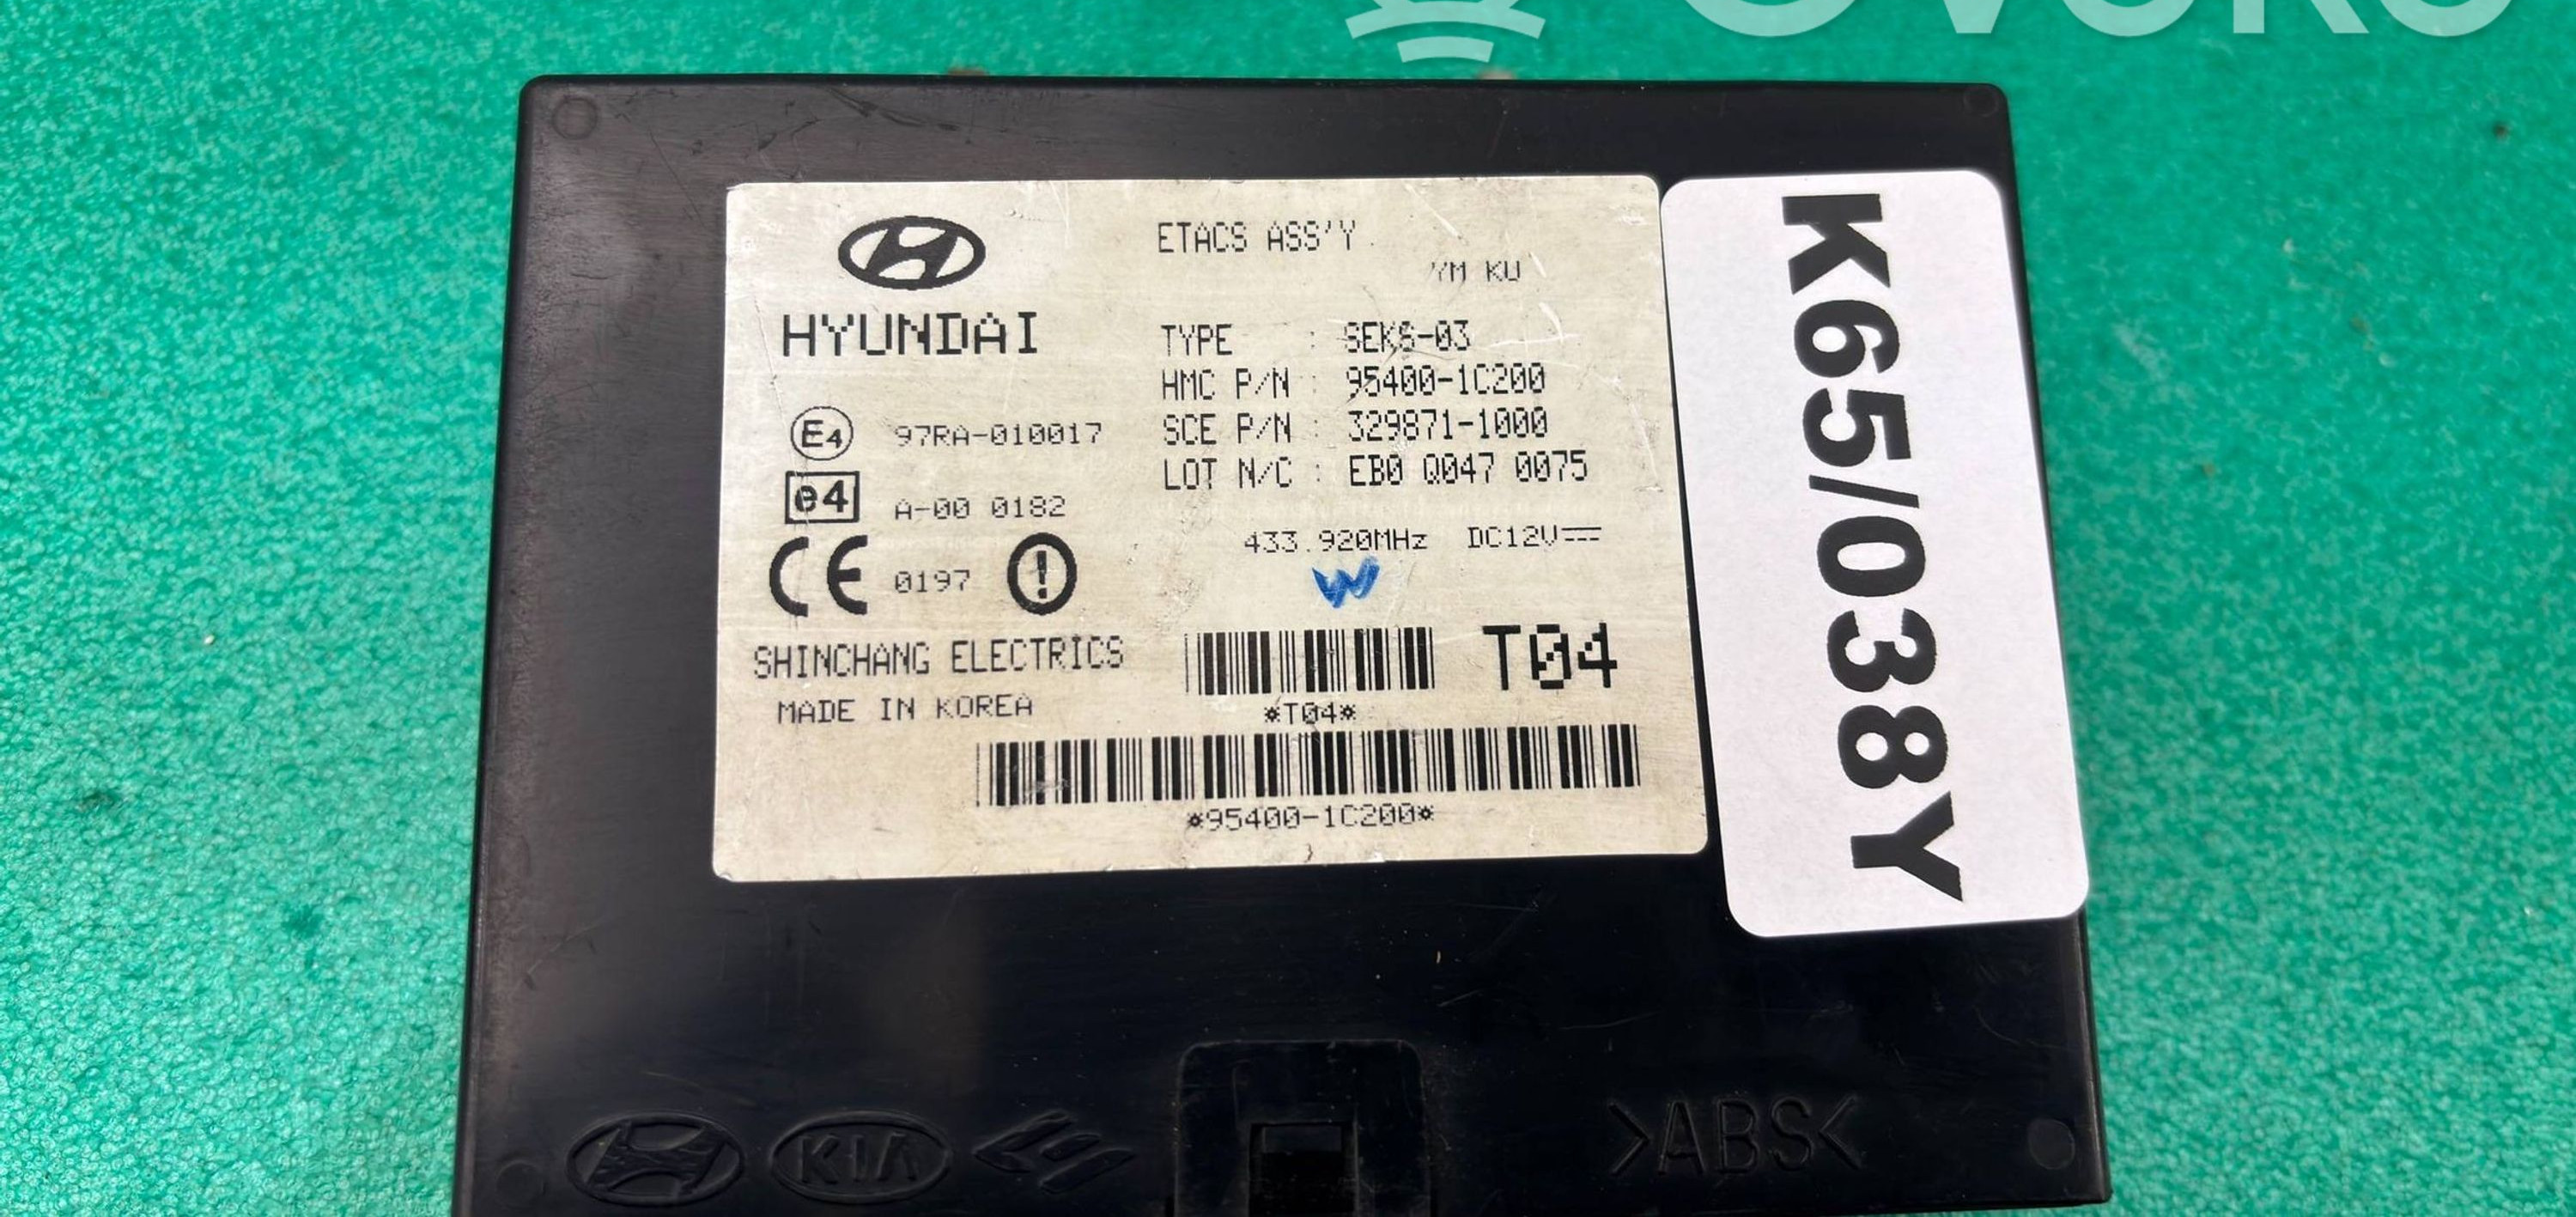 HYUNDAI
ETACS ASS'Y
YM KU
TYPE : SEKS-03
HMC P/N : 95400-1C200
SCE P/N : 329871-1000
LOT N/C : EB0 Q047 0075
E4 97RA-010017
e4 A-00 0182
CE 0197
433.920MHz DC12V
W
SHINCHANG ELECTRICS
MADE IN KOREA
T04
*T04*
*95400-1C200*
K65/038Y
KIA
>ABS<